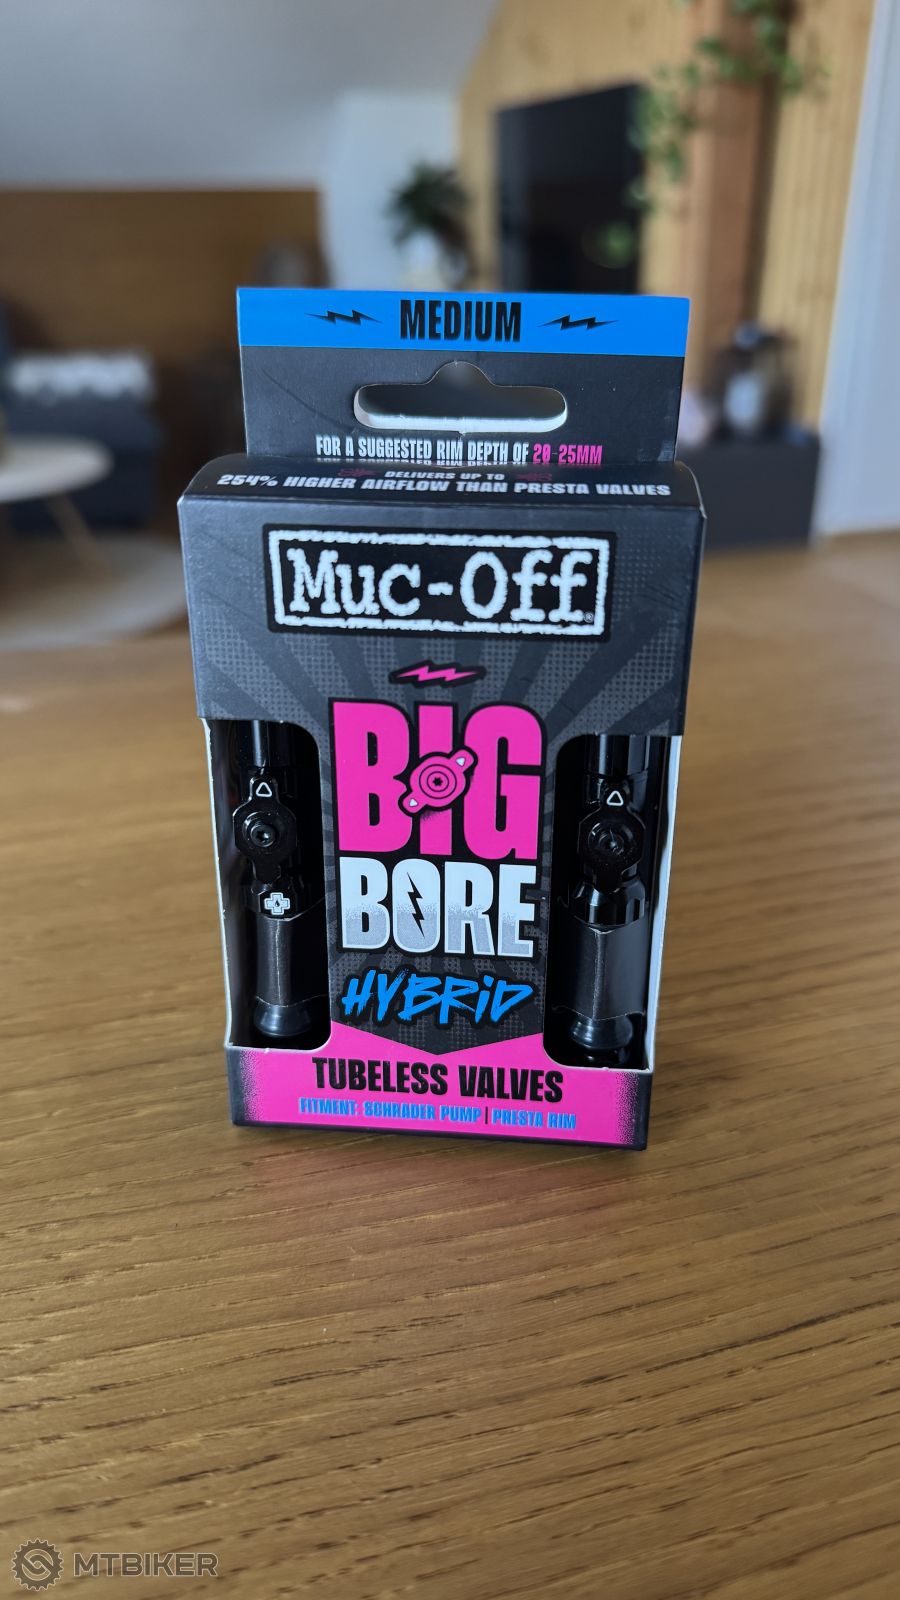 MEDIUM
FOR A SUGGESTED RIM DEPTH OF 20-25MM
DELIVERS UP TO
254% HIGHER AIRFLOW THAN PRESTA VALVES
Muc-Off®
BIG
BORE
HYBRID
TUBELESS VALVES
FITMENT: SCHRADER PUMP | PRESTA RIM
MTBIKER